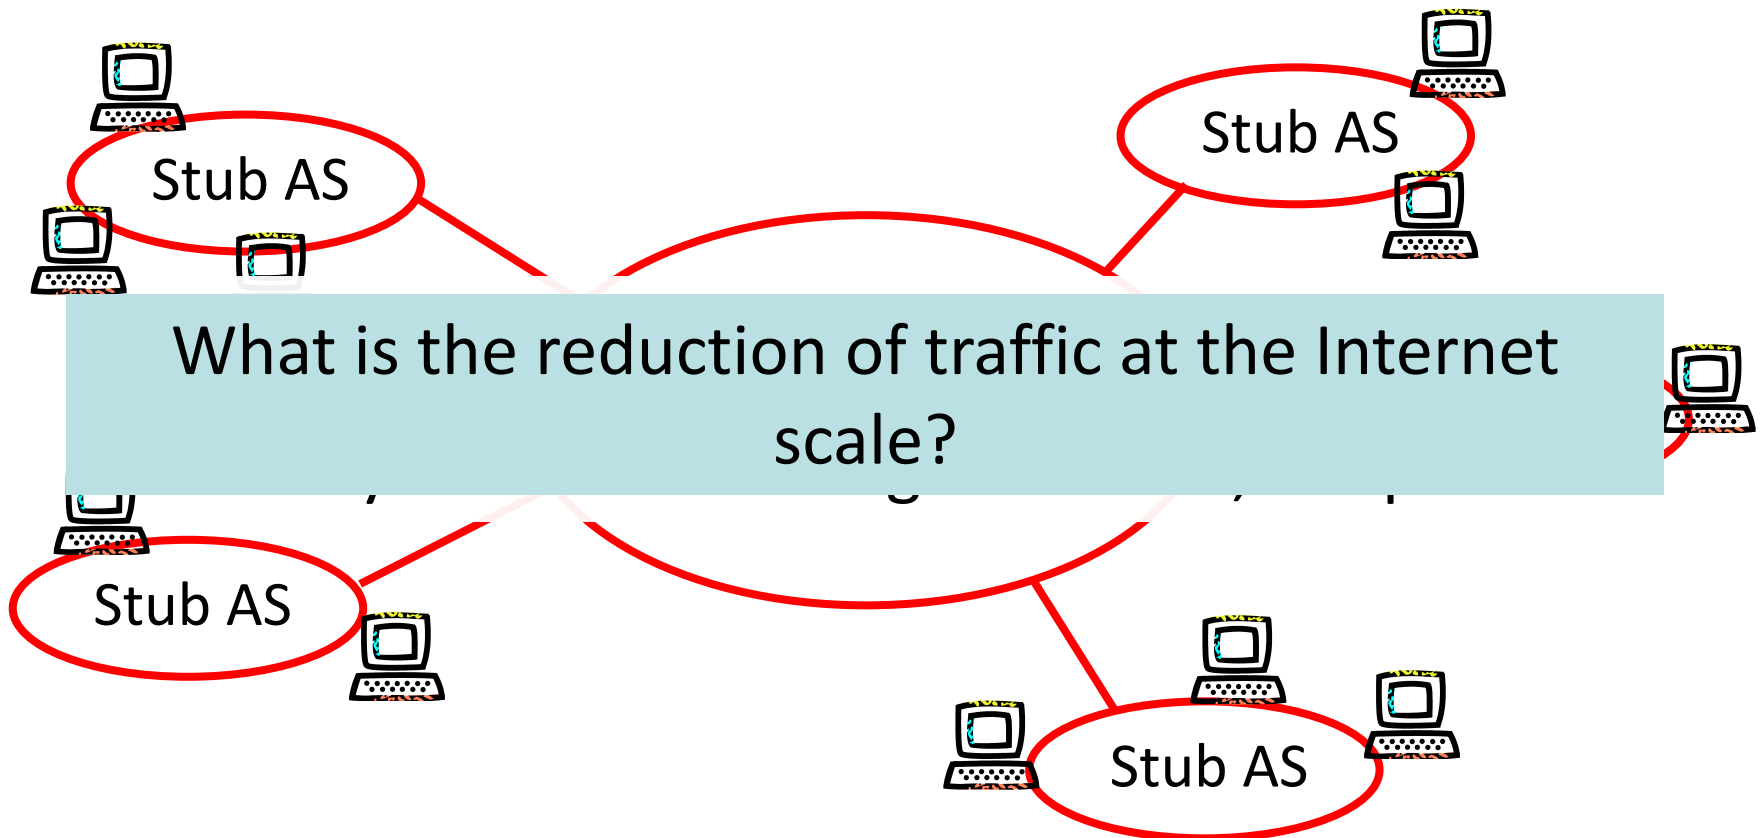 Stub AS
Stub AS
What is the reduction of traffic at the Internet
scale?
Stub AS
Stub AS